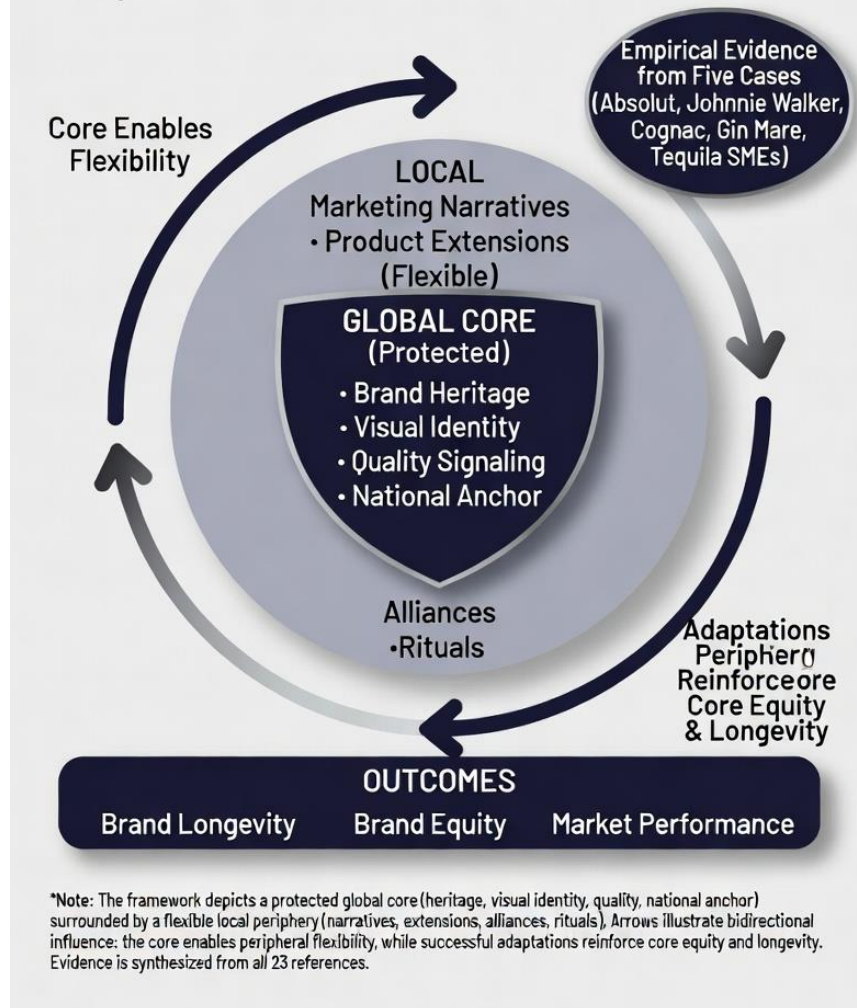 Core Enables
Flexibility
Empirical Evidence
from Five Cases
(Absolut, Johnnie Walker,
Cognac, Gin Mare,
Tequila SMEs)
LOCAL
Marketing Narratives
• Product Extensions
(Flexible)
GLOBAL CORE
(Protected)
• Brand Heritage
• Visual Identity
• Quality Signaling
• National Anchor
Alliances
•Rituals
Adaptations
Reinforceore
Core Equity
& Longevity
OUTCOMES
Brand Longevity Brand Equity Market Performance
*Note: The framework depicts a protected global core (heritage, visual identity, quality, national anchor)
surrounded by a flexible local periphery (narratives, extensions, alliances, rituals), Arrows illustrate bidirectional
influence: the core enables peripheral flexibility, while successful adaptations reinforce core equity and longevity.
Evidence is synthesized from all 23 references.